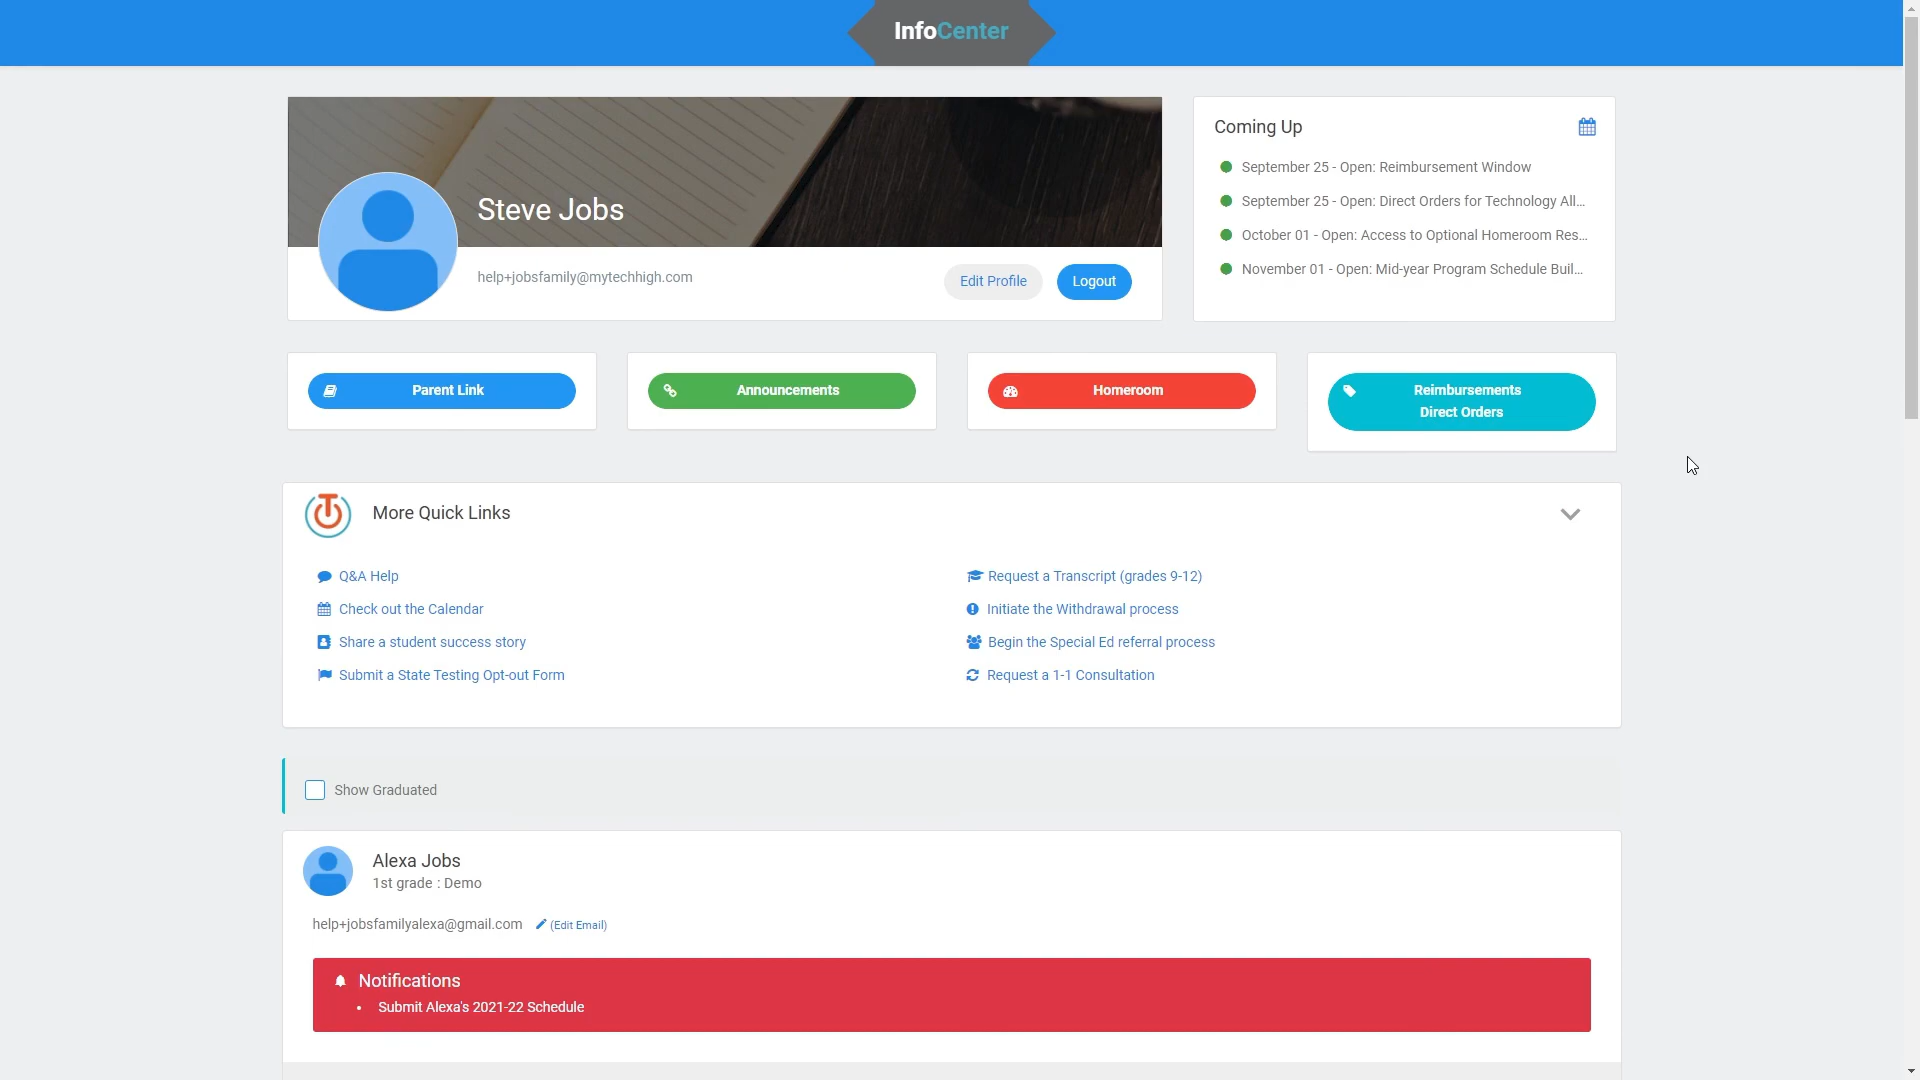 InfoCenter
Steve Jobs
help+jobsfamily@mytechhigh.com
Edit Profile
Logout
Coming Up
September 25 - Open: Reimbursement Window
September 25 - Open: Direct Orders for Technology All...
October 01 - Open: Access to Optional Homeroom Res...
November 01 - Open: Mid-year Program Schedule Buil...
Parent Link
Announcements
Homeroom
Reimbursements
Direct Orders
More Quick Links
Q&A Help
Check out the Calendar
Share a student success story
Submit a State Testing Opt-out Form
Request a Transcript (grades 9-12)
Initiate the Withdrawal process
Begin the Special Ed referral process
Request a 1-1 Consultation
Show Graduated
Alexa Jobs
1st grade : Demo
help+jobsfamilyalexa@gmail.com (Edit Email)
Notifications
• Submit Alexa's 2021-22 Schedule